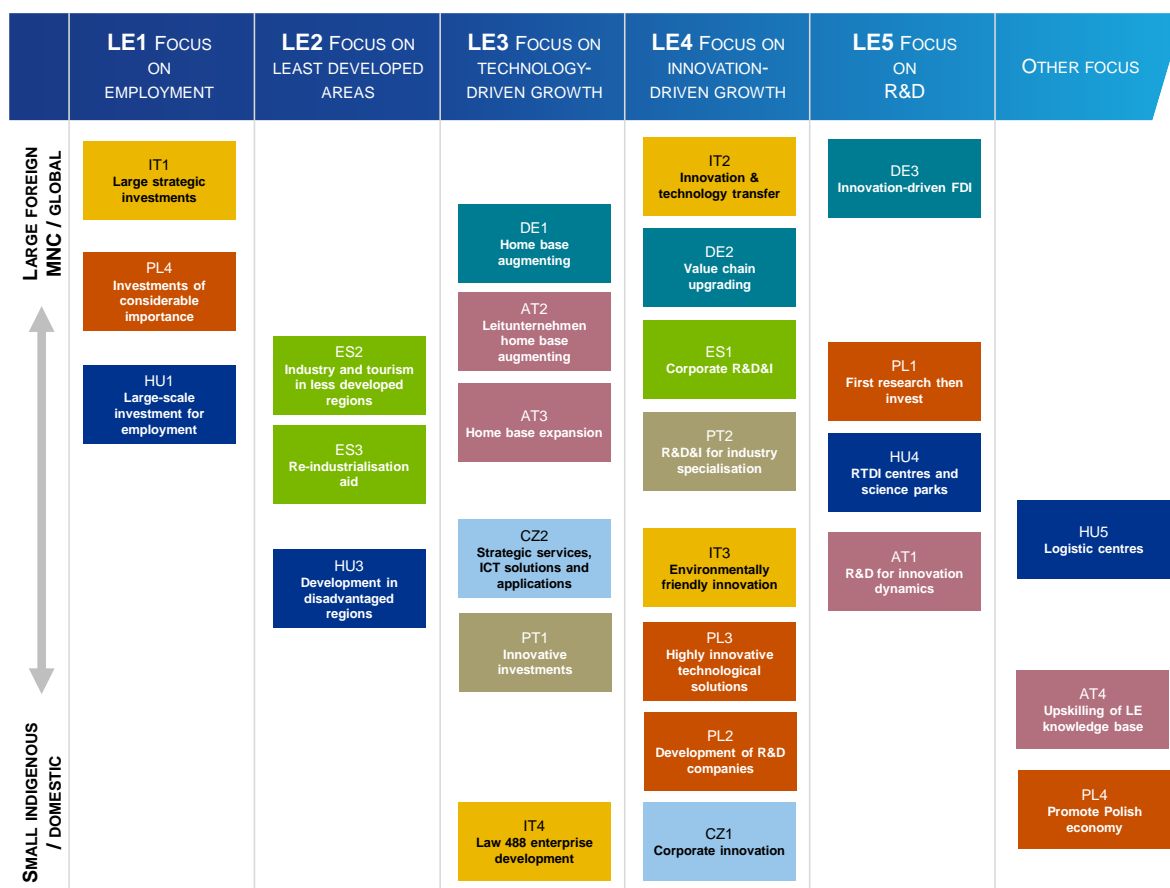 LE1 FOCUS
ON
EMPLOYMENT
LE2 FOCUS ON
LEAST DEVELOPED
AREAS
LE3 FOCUS ON
TECHNOLOGY-
DRIVEN GROWTH
LE4 FOCUS ON
INNOVATION-
DRIVEN GROWTH
LE5 FOCUS
ON
R&D
OTHER FOCUS
LARGE FOREIGN
MNC / GLOBAL
SMALL INDIGENOUS
/ DOMESTIC
IT1
Large strategic
investments
PL4
Investments of
considerable
importance
HU1
Large-scale
investment for
employment
ES2
Industry and tourism
in less developed
regions
ES3
Re-industrialisation
aid
HU3
Development in
disadvantaged
regions
DE1
Home base
augmenting
AT2
Leitunternehmen
home base
augmenting
AT3
Home base expansion
CZ2
Strategic services,
ICT solutions and
applications
PT1
Innovative
investments
IT4
Law 488 enterprise
development
IT2
Innovation &
technology transfer
DE2
Value chain
upgrading
ES1
Corporate R&D&I
PT2
R&D&I for industry
specialisation
IT3
Environmentally
friendly innovation
PL3
Highly innovative
technological
solutions
PL2
Development of R&D
companies
CZ1
Corporate innovation
DE3
Innovation-driven FDI
PL1
First research then
invest
HU4
RTDI centres and
science parks
AT1
R&D for innovation
dynamics
HU5
Logistic centres
AT4
Upskilling of LE
knowledge base
PL4
Promote Polish
economy